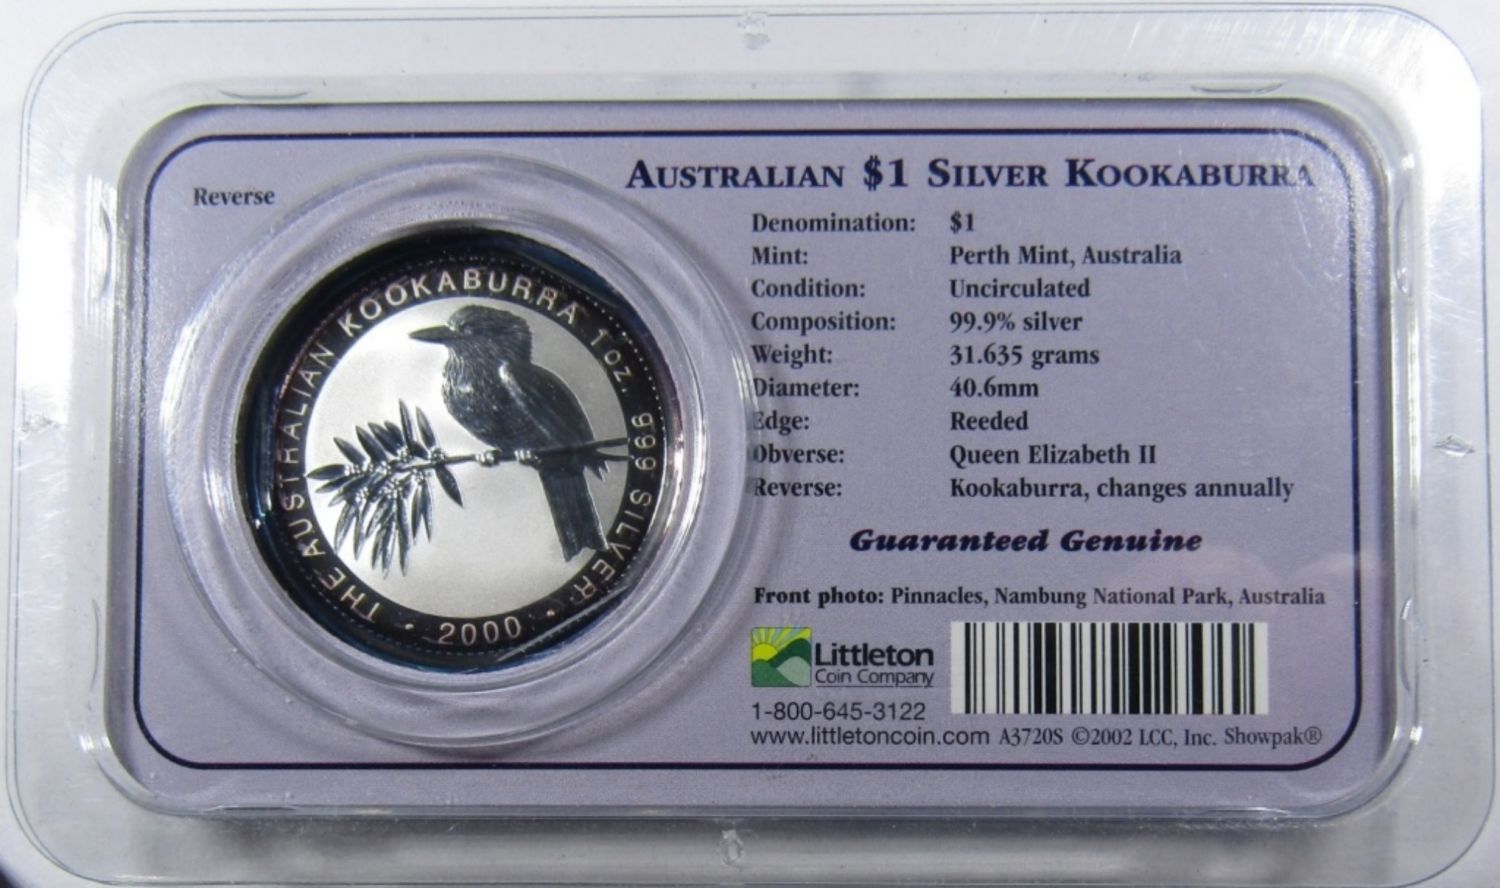 Reverse
THE AUSTRALIAN KOOKABURRA 1 oz. 999 SILVER
· 2000 ·
AUSTRALIAN $1 SILVER KOOKABURRA
Denomination: $1
Mint: Perth Mint, Australia
Condition: Uncirculated
Composition: 99.9% silver
Weight: 31.635 grams
Diameter: 40.6mm
Edge: Reeded
Obverse: Queen Elizabeth II
Reverse: Kookaburra, changes annually
Guaranteed Genuine
Front photo: Pinnacles, Nambung National Park, Australia
Littleton
Coin Company
1-800-645-3122
www.littletoncoin.com A3720S ©2002 LCC, Inc. Showpak®